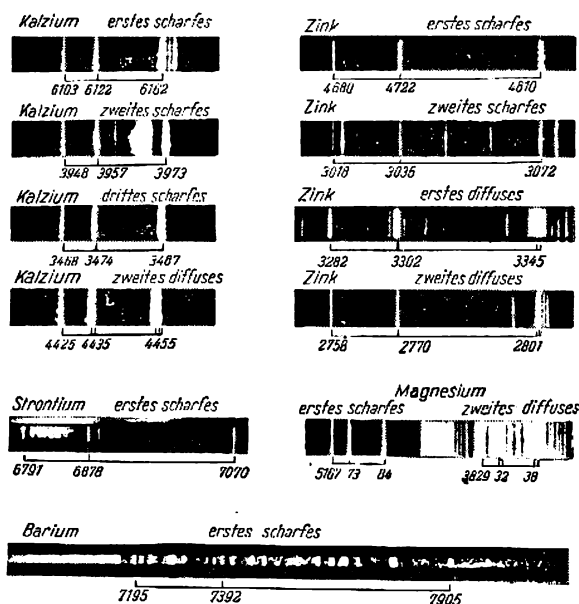 Kalzium erstes scharfes
6103 6122 6162
Kalzium zweites scharfes
3948 3957 3973
Kalzium drittes scharfes
3468 3474 3487
Kalzium zweites diffuses
4425 4435 4455
Strontium erstes scharfes
6791 6878 7070
Zink erstes scharfes
4680 4722 4810
Zink zweites scharfes
3018 3035 3072
Zink erstes diffuses
3282 3302 3345
Zink zweites diffuses
2758 2770 2801
Magnesium
erstes scharfes zweites diffuses
5167 73 84 3829 32 38
Barium erstes scharfes
7195 7392 7905